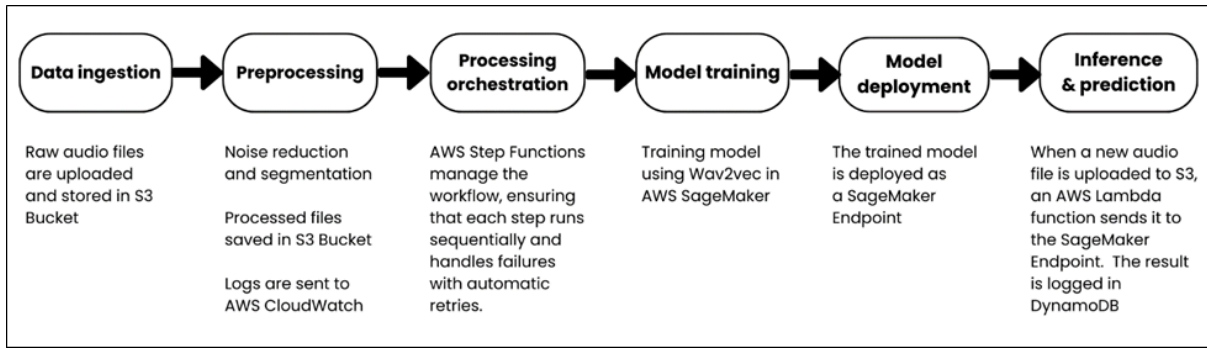 Data ingestion
Preprocessing
Processing
orchestration
Model training
Model
deployment
Inference
& prediction
Raw audio files
are uploaded
and stored in S3
Bucket
Noise reduction
and segmentation
Processed files
saved in S3 Bucket
Logs are sent to
AWS CloudWatch
AWS Step Functions
manage the
workflow, ensuring
that each step runs
sequentially and
handles failures
with automatic
retries.
Training model
using Wav2vec in
AWS SageMaker
The trained model
is deployed as
a SageMaker
Endpoint
When a new audio
file is uploaded to S3,
an AWS Lambda
function sends it to
the SageMaker
Endpoint. The result
is logged in
DynamoDB